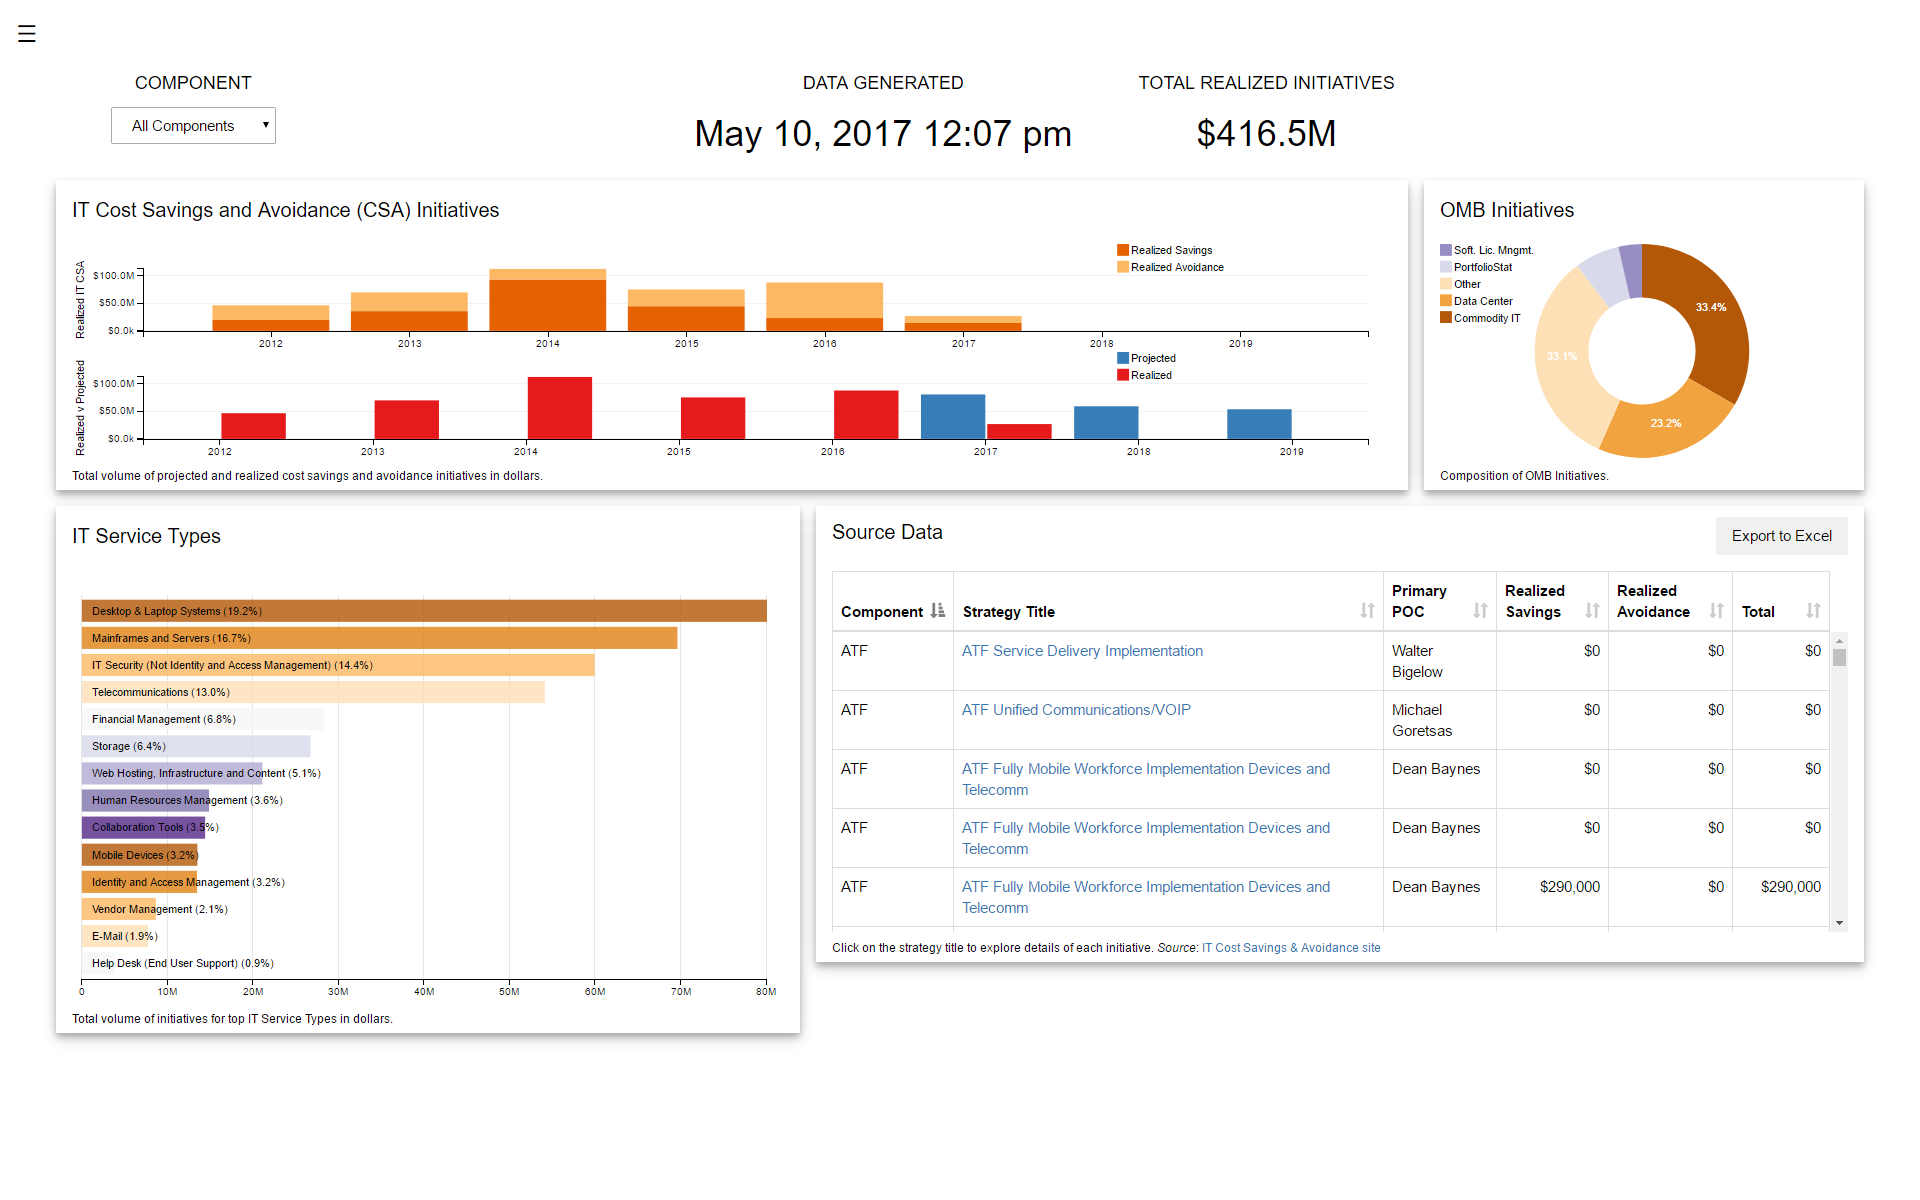 ☰
COMPONENT
All Components ▾
DATA GENERATED
May 10, 2017 12:07 pm
TOTAL REALIZED INITIATIVES
$416.5M
IT Cost Savings and Avoidance (CSA) Initiatives
Realized IT CSA
$100.0M
$50.0M
$0.0k
Realized Savings
Realized Avoidance
2012 2013 2014 2015 2016 2017 2018 2019
Realized v Projected
$100.0M
$50.0M
$0.0k
Projected
Realized
2012 2013 2014 2015 2016 2017 2018 2019
Total volume of projected and realized cost savings and avoidance initiatives in dollars.
OMB Initiatives
Soft. Lic. Mngmt.
PortfolioStat
Other
Data Center
Commodity IT
33.4%
33.1%
23.2%
Composition of OMB Initiatives.
IT Service Types
Desktop & Laptop Systems (19.2%)
Mainframes and Servers (16.7%)
IT Security (Not Identity and Access Management) (14.4%)
Telecommunications (13.0%)
Financial Management (6.8%)
Storage (6.4%)
Web Hosting, Infrastructure and Content (5.1%)
Human Resources Management (3.6%)
Collaboration Tools (3.5%)
Mobile Devices (3.2%)
Identity and Access Management (3.2%)
Vendor Management (2.1%)
E-Mail (1.9%)
Help Desk (End User Support) (0.9%)
0 10M 20M 30M 40M 50M 60M 70M 80M
Total volume of initiatives for top IT Service Types in dollars.
Source Data
Export to Excel
Component Strategy Title Primary POC Realized Savings Realized Avoidance Total
ATF ATF Service Delivery Implementation Walter Bigelow $0 $0 $0
ATF ATF Unified Communications/VOIP Michael Goretsas $0 $0 $0
ATF ATF Fully Mobile Workforce Implementation Devices and Telecomm Dean Baynes $0 $0 $0
ATF ATF Fully Mobile Workforce Implementation Devices and Telecomm Dean Baynes $0 $0 $0
ATF ATF Fully Mobile Workforce Implementation Devices and Telecomm Dean Baynes $290,000 $0 $290,000
Click on the strategy title to explore details of each initiative. Source: IT Cost Savings & Avoidance site